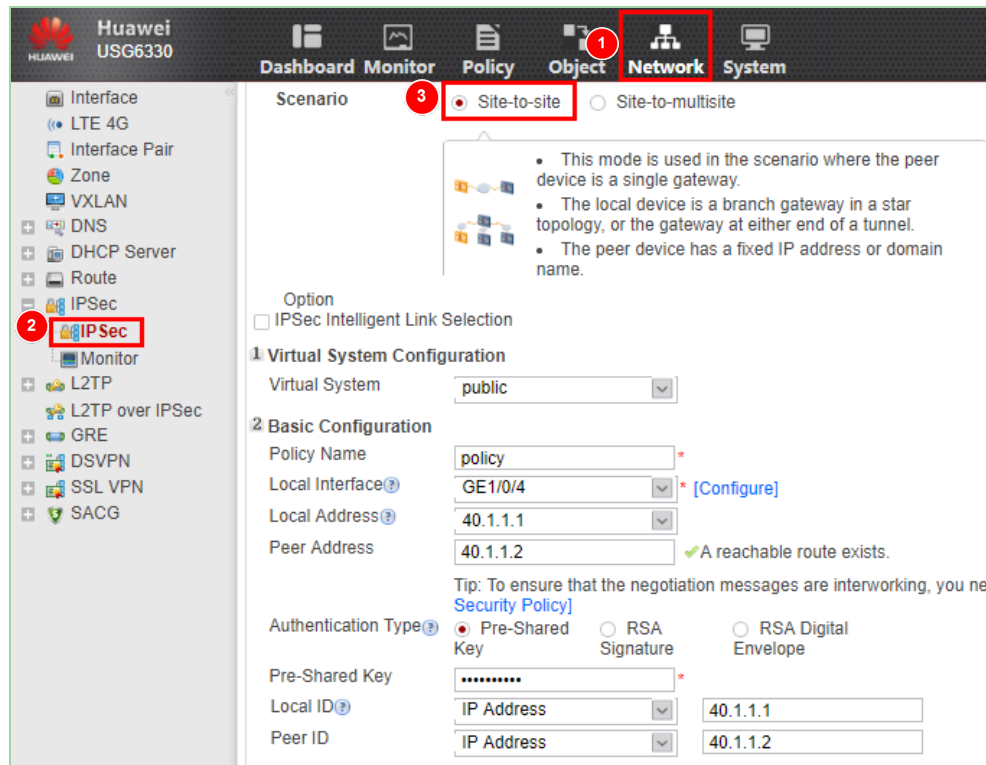 Huawei
USG6330
HUAWEI
Dashboard Monitor Policy Object Network System
1
Interface
LTE 4G
Interface Pair
Zone
VXLAN
DNS
DHCP Server
Route
IPSec
2
IPSec
Monitor
L2TP
L2TP over IPSec
GRE
DSVPN
SSL VPN
SACG
Scenario
3
Site-to-site Site-to-multisite
• This mode is used in the scenario where the peer
device is a single gateway.
• The local device is a branch gateway in a star
topology, or the gateway at either end of a tunnel.
• The peer device has a fixed IP address or domain
name.
Option
IPSec Intelligent Link Selection
1 Virtual System Configuration
Virtual System public
2 Basic Configuration
Policy Name policy *
Local Interface GE1/0/4 * [Configure]
Local Address 40.1.1.1
Peer Address 40.1.1.2 A reachable route exists.
Tip: To ensure that the negotiation messages are interworking, you ne
Security Policy]
Authentication Type Pre-Shared RSA RSA Digital
Key Signature Envelope
Pre-Shared Key •••••••••• *
Local ID IP Address 40.1.1.1
Peer ID IP Address 40.1.1.2